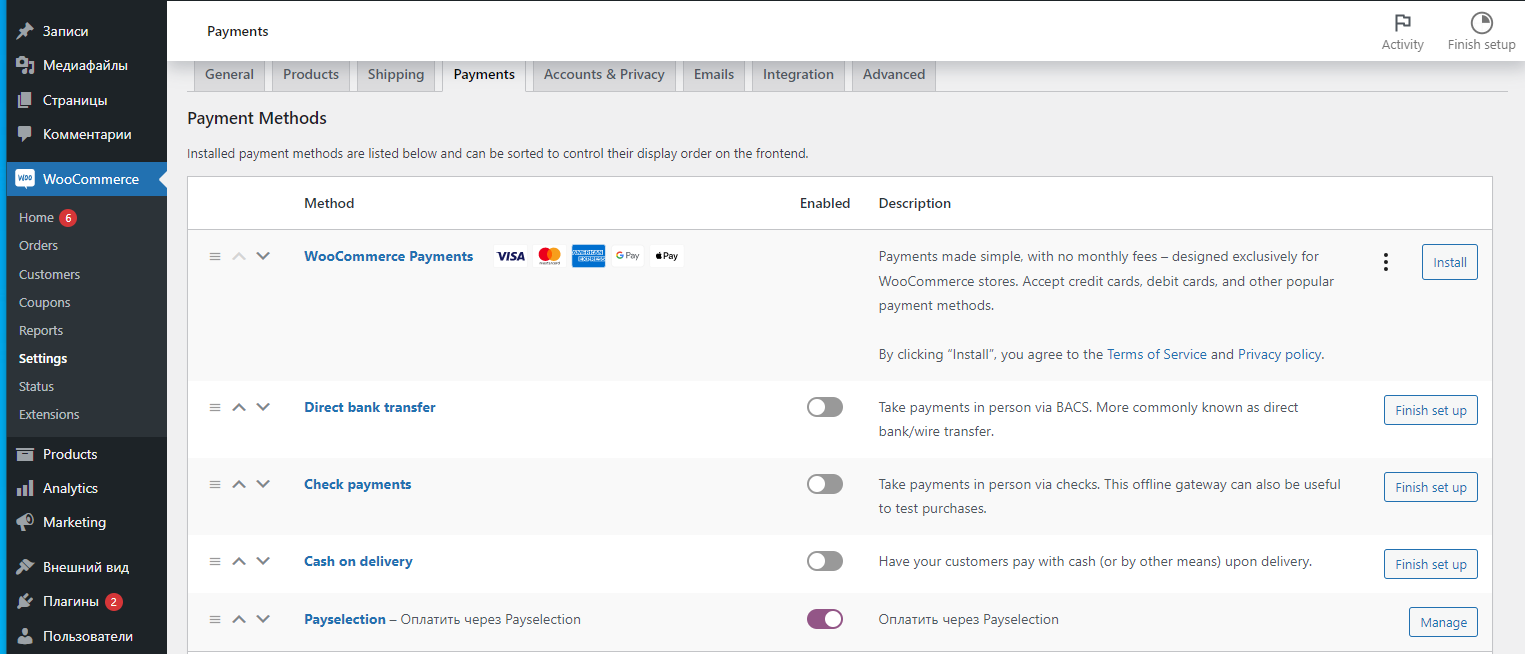 Записи
Медиафайлы
Страницы
Комментарии
WooCommerce
Home 6
Orders
Customers
Coupons
Reports
Settings
Status
Extensions
Products
Analytics
Marketing
Внешний вид
Плагины 2
Пользователи
Payments
Activity
Finish setup
General
Products
Shipping
Payments
Accounts & Privacy
Emails
Integration
Advanced
Payment Methods
Installed payment methods are listed below and can be sorted to control their display order on the frontend.
Method Enabled Description
WooCommerce Payments VISA mastercard AMERICAN EXPRESS G Pay Pay
Payments made simple, with no monthly fees – designed exclusively for
WooCommerce stores. Accept credit cards, debit cards, and other popular
payment methods.
By clicking “Install”, you agree to the Terms of Service and Privacy policy.
Install
Direct bank transfer
Take payments in person via BACS. More commonly known as direct
bank/wire transfer.
Finish set up
Check payments
Take payments in person via checks. This offline gateway can also be useful
to test purchases.
Finish set up
Cash on delivery
Have your customers pay with cash (or by other means) upon delivery.
Finish set up
Payselection – Оплатить через Payselection
Оплатить через Payselection
Manage